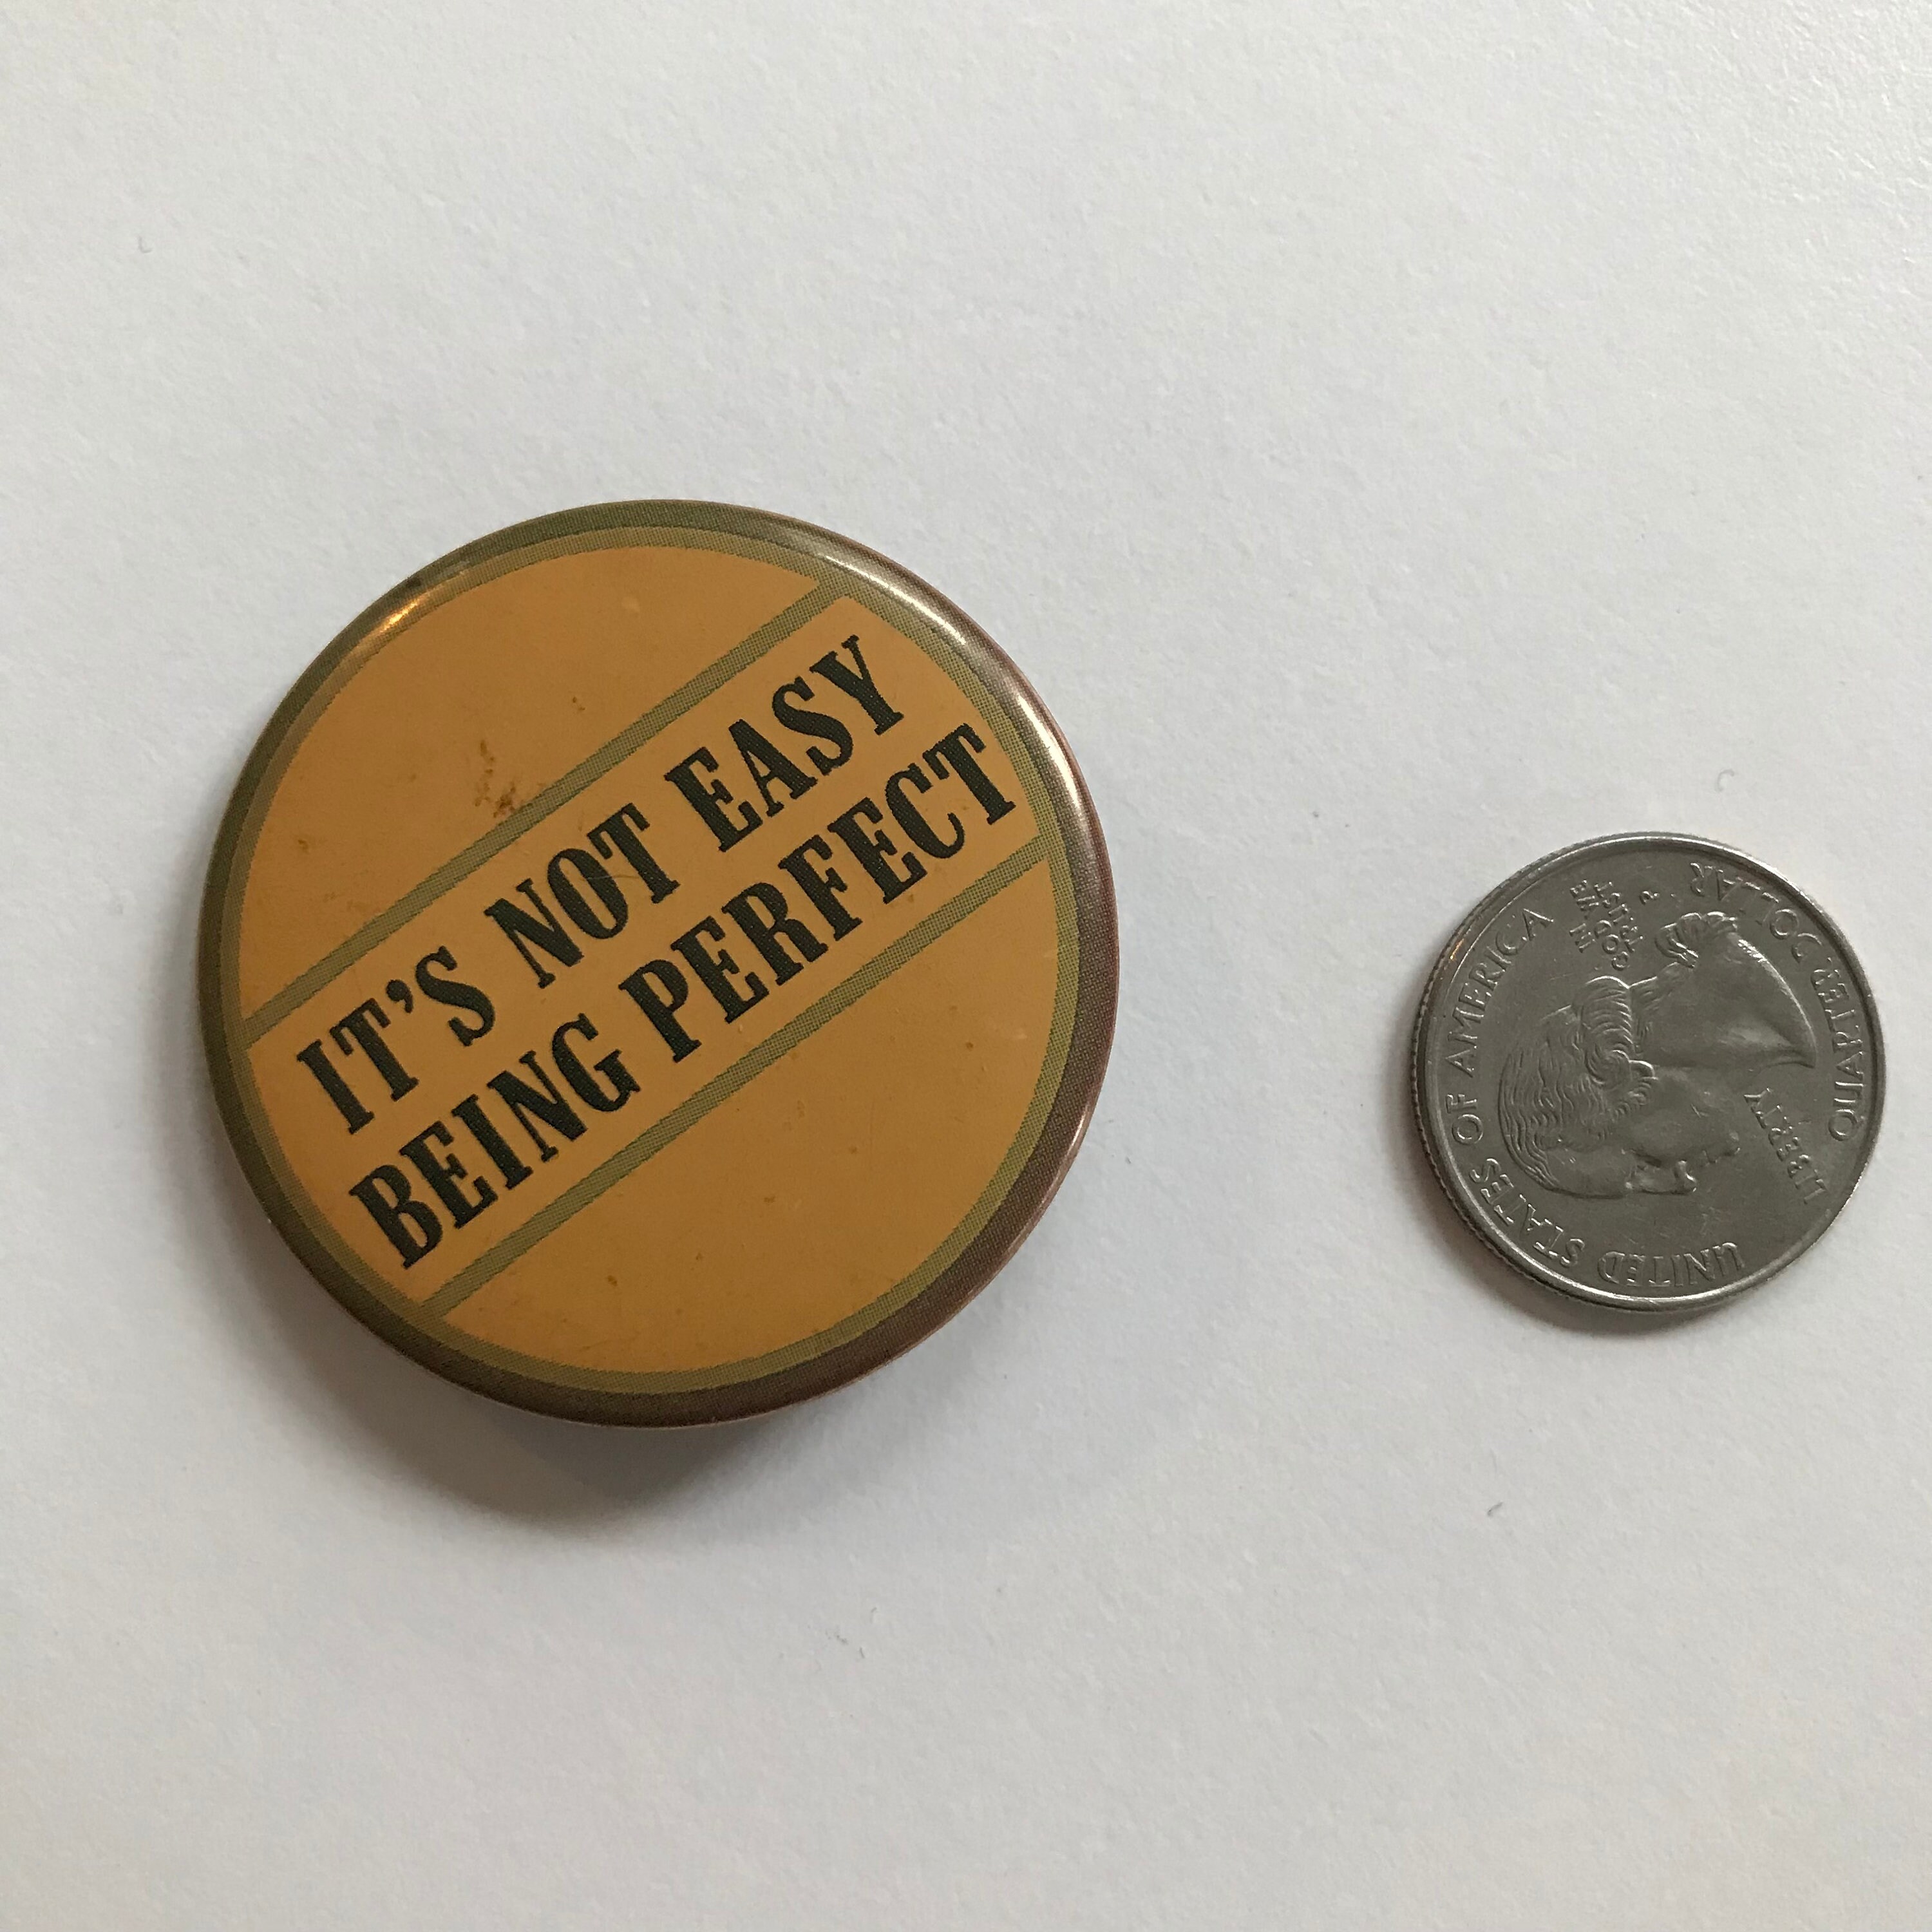 IT'S NOT EASY
BEING PERFECT
UNITED STATES OF AMERICA
LIBERTY
IN
GOD WE
TRUST
QUARTER DOLLAR